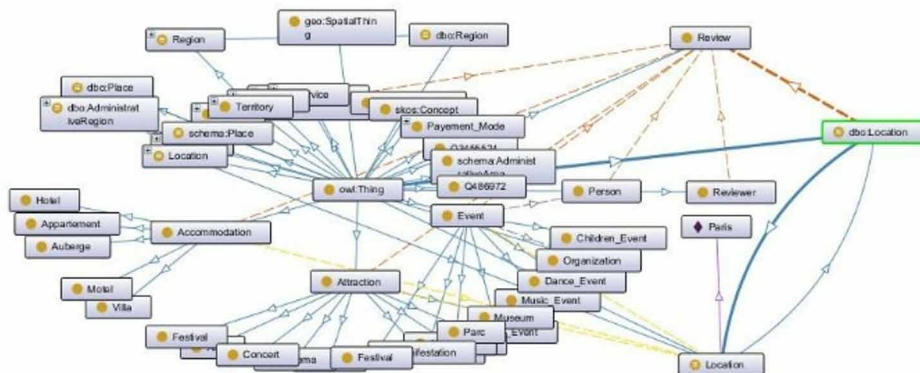 geo:SpatialThin
g
Region
dbo:Region
Review
dbo:Place
dbo:Administrat
iveRegion
Territory
skos:Concept
schema:Place
Payement_Mode
dbo:Location
Location
schema:Administ
owl:Thing
Q486972
Person
Reviewer
Hotel
Appartement
Auberge
Accommodation
Event
Paris
Children_Event
Organization
Dance_Event
Music_Event
Motel
Villa
Attraction
Museum
Parc
Festival
Concert
Festival
Location